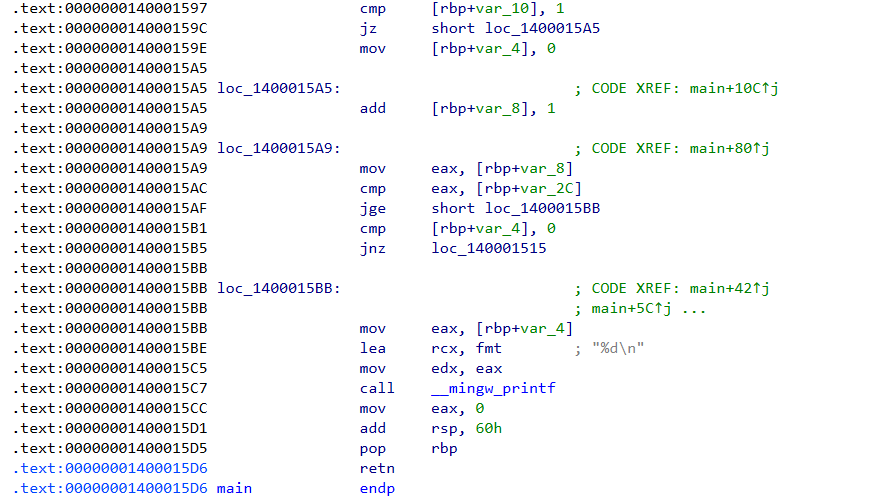 .text:0000000140001597 cmp [rbp+var_10], 1
.text:000000014000159C jz short loc_1400015A5
.text:000000014000159E mov [rbp+var_4], 0
.text:00000001400015A5
.text:00000001400015A5 loc_1400015A5: ; CODE XREF: main+10C↑j
.text:00000001400015A5 add [rbp+var_8], 1
.text:00000001400015A9
.text:00000001400015A9 loc_1400015A9: ; CODE XREF: main+80↑j
.text:00000001400015A9 mov eax, [rbp+var_8]
.text:00000001400015AC cmp eax, [rbp+var_2C]
.text:00000001400015AF jge short loc_1400015BB
.text:00000001400015B1 cmp [rbp+var_4], 0
.text:00000001400015B5 jnz loc_140001515
.text:00000001400015BB
.text:00000001400015BB loc_1400015BB: ; CODE XREF: main+42↑j
.text:00000001400015BB ; main+5C↑j ...
.text:00000001400015BB mov eax, [rbp+var_4]
.text:00000001400015BE lea rcx, fmt ; "%d\n"
.text:00000001400015C5 mov edx, eax
.text:00000001400015C7 call __mingw_printf
.text:00000001400015CC mov eax, 0
.text:00000001400015D1 add rsp, 60h
.text:00000001400015D5 pop rbp
.text:00000001400015D6 retn
.text:00000001400015D6 main endp